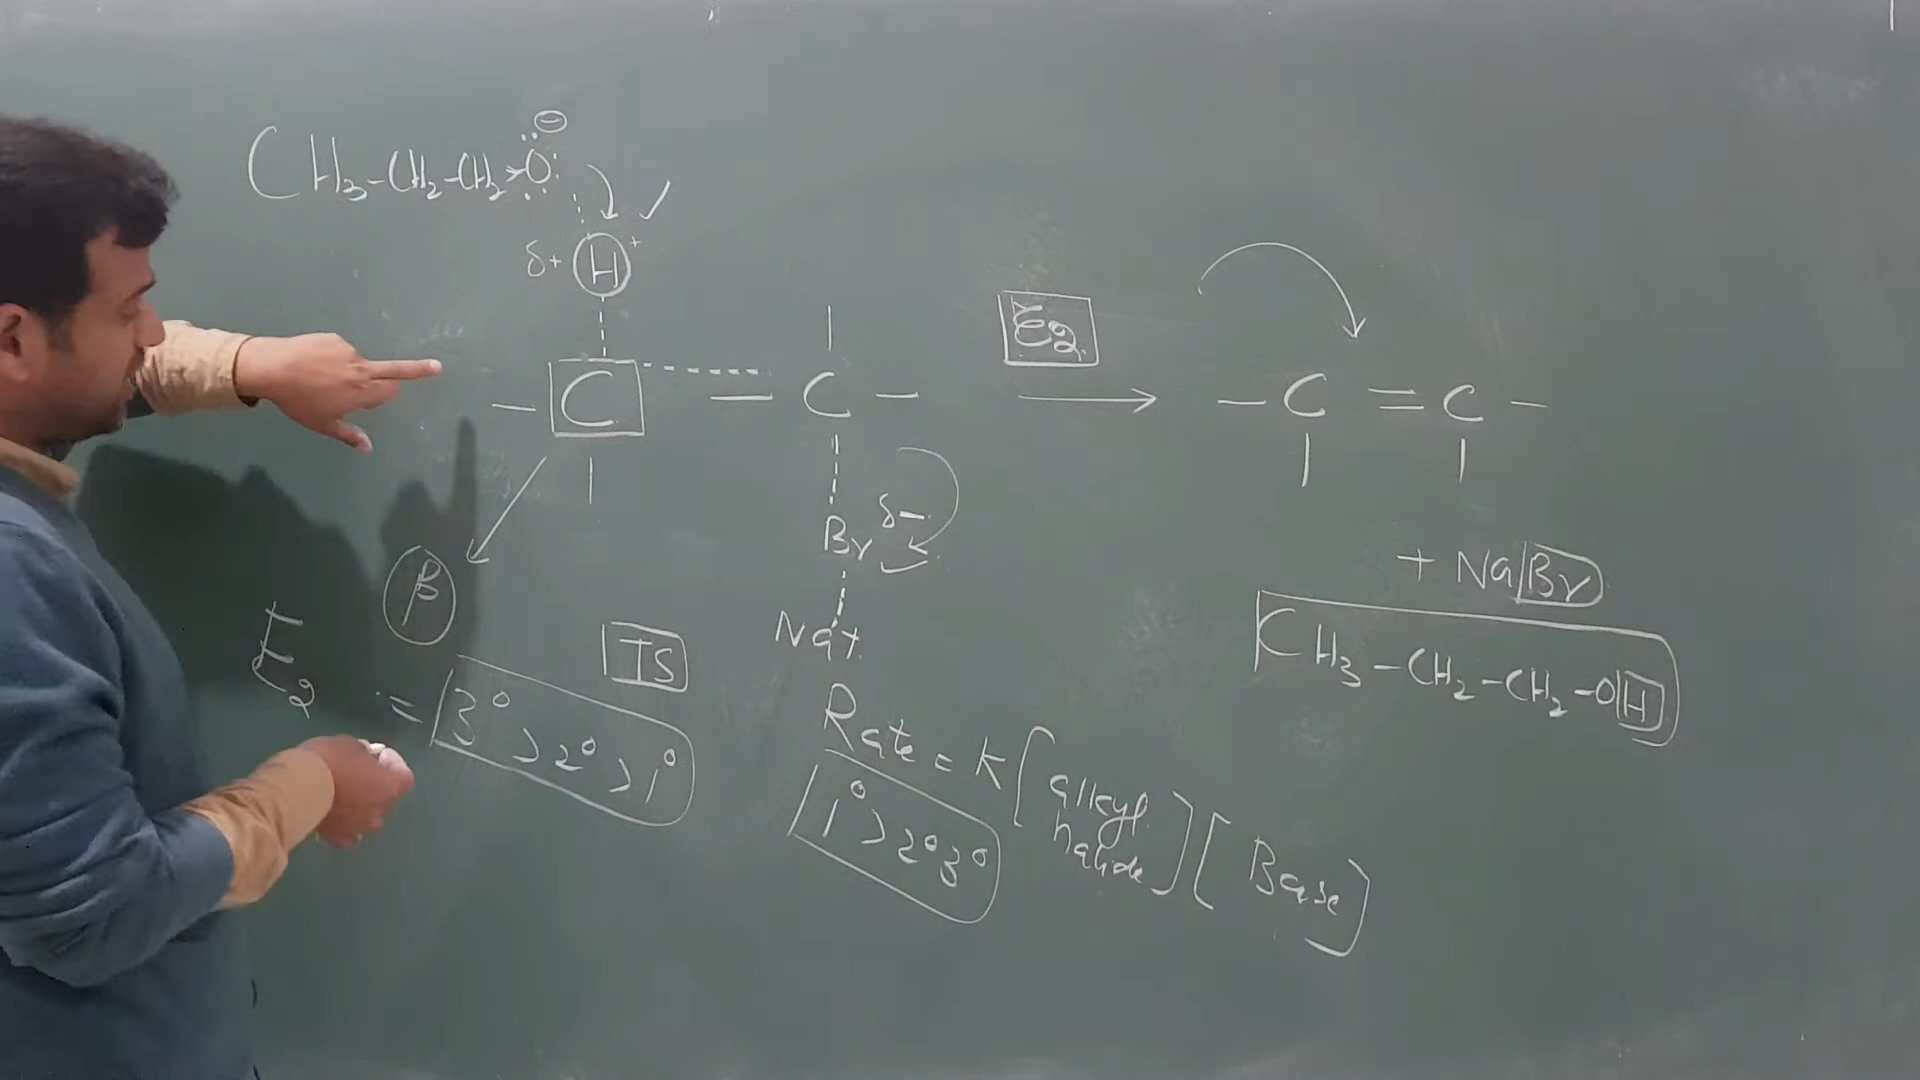 CH₃-CH₂-CH₂-O:⊖
δ+ H+
E2
- C — C -
- C = C -
Br δ-
β
+ NaBr
Na+
TS
CH₃-CH₂-CH₂-OH
E₂ = 3° > 2° > 1°
Rate = K [alkyl halide] [Base]
1° > 2° 3°